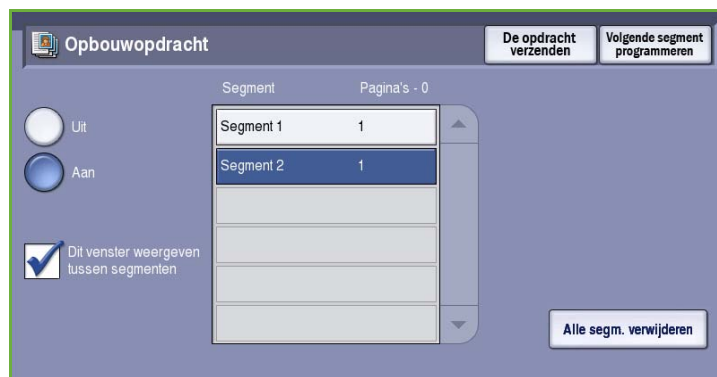 Opbouwopdracht
De opdracht
verzenden
Volgende segment
programmeren
Segment Pagina's - 0
Uit
Aan
Segment 1 1
Segment 2 1
Dit venster weergeven
tussen segmenten
Alle segm. verwijderen